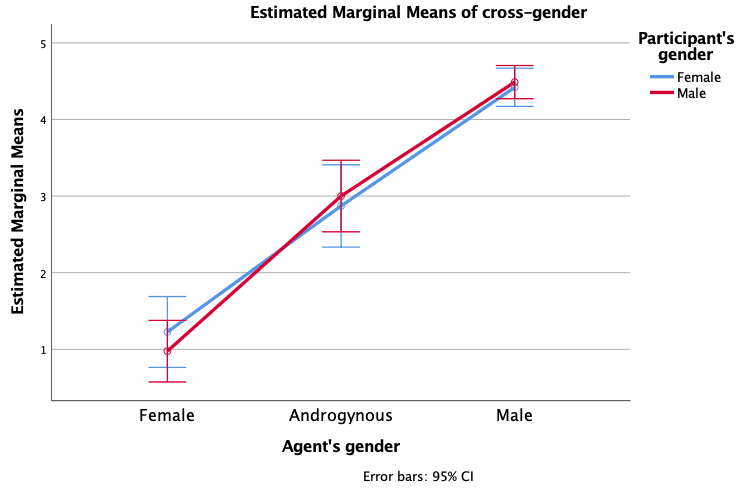 Estimated Marginal Means of cross-gender
Participant's
gender
Female
Male
Estimated Marginal Means
5
4
3
2
1
Female
Androgynous
Male
Agent's gender
Error bars: 95% CI